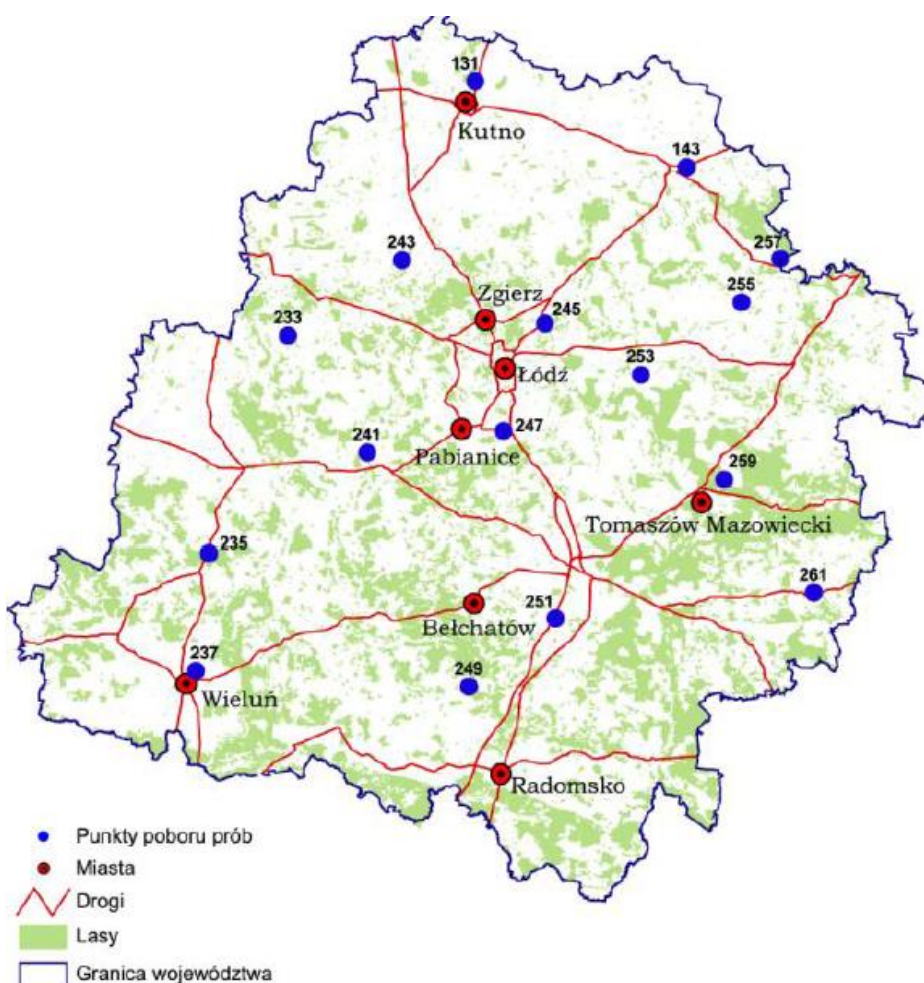 131
Kutno
143
243
257
255
Zgierz
245
233
253
Łódź
247
241
Pabianice
259
Tomaszów Mazowiecki
235
261
251
Bełchatów
237
249
Wieluń
Radomsko
Punkty poboru prób
Miasta
Drogi
Lasy
Granica województwa